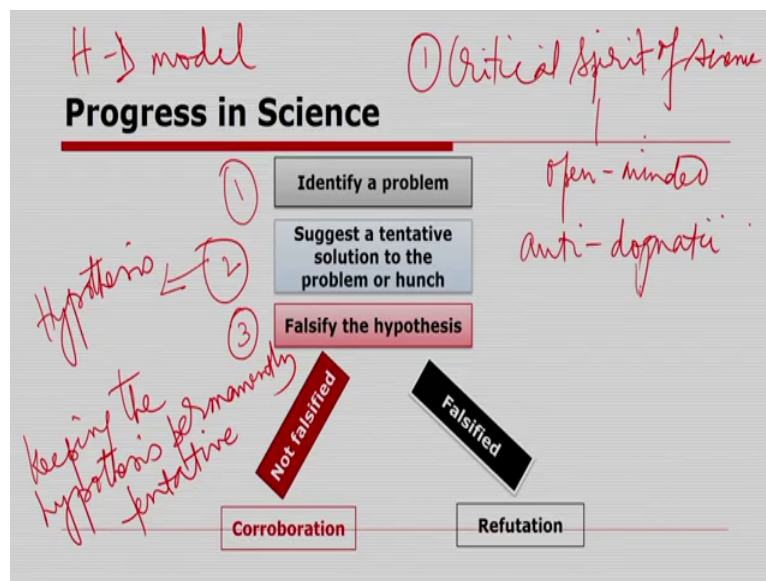 H-D model
① Critical spirit of science
Progress in Science
open-minded
anti-dogmatic
① Identify a problem
Hypothesis
② Suggest a tentative
solution to the
problem or hunch
③ Falsify the hypothesis
Keeping the
hypothesis permanently
tentative
Not falsified
Falsified
Corroboration
Refutation